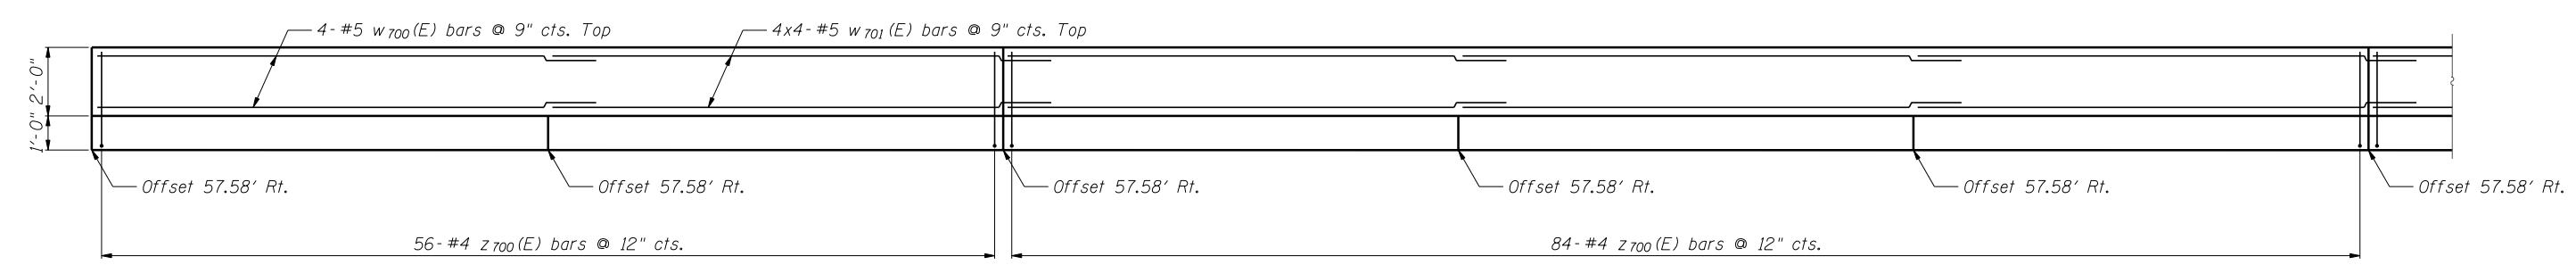 4-#5 w700(E) bars @ 9" cts. Top
4x4-#5 w701(E) bars @ 9" cts. Top
2'-0"
1'-0"
Offset 57.58' Rt.
Offset 57.58' Rt.
Offset 57.58' Rt.
Offset 57.58' Rt.
Offset 57.58' Rt.
Offset 57.58' Rt.
56-#4 z700(E) bars @ 12" cts.
84-#4 z700(E) bars @ 12" cts.